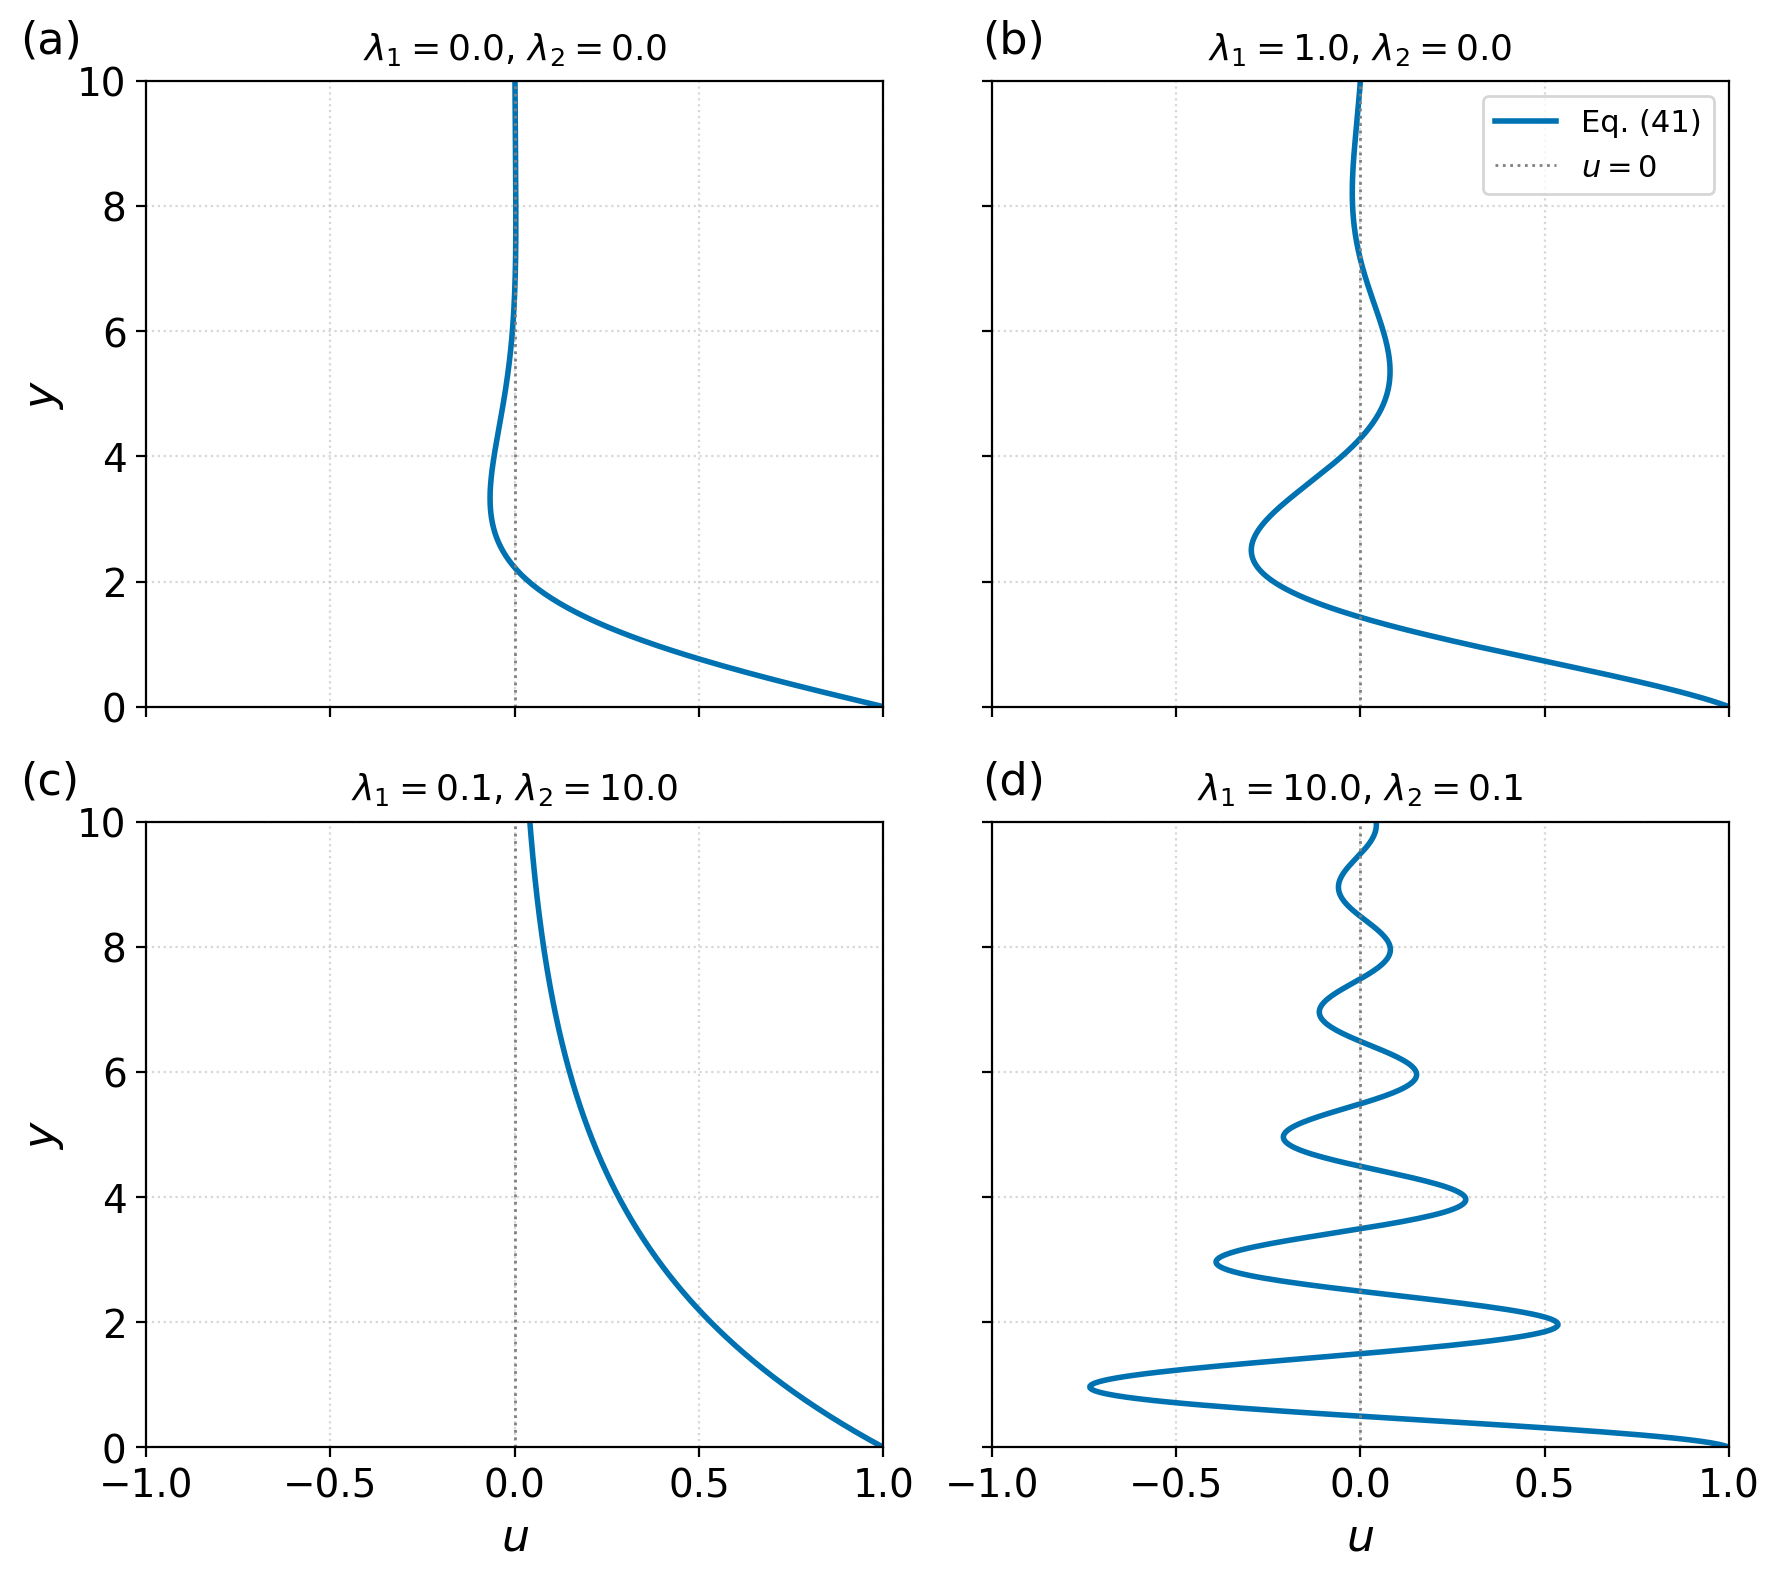 (a)
λ₁ = 0.0, λ₂ = 0.0
10
8
6
4
2
0
y
(b)
λ₁ = 1.0, λ₂ = 0.0
Eq. (41)
u = 0
(c)
λ₁ = 0.1, λ₂ = 10.0
10
8
6
4
2
0
y
−1.0 −0.5 0.0 0.5 1.0
u
(d)
λ₁ = 10.0, λ₂ = 0.1
−1.0 −0.5 0.0 0.5 1.0
u